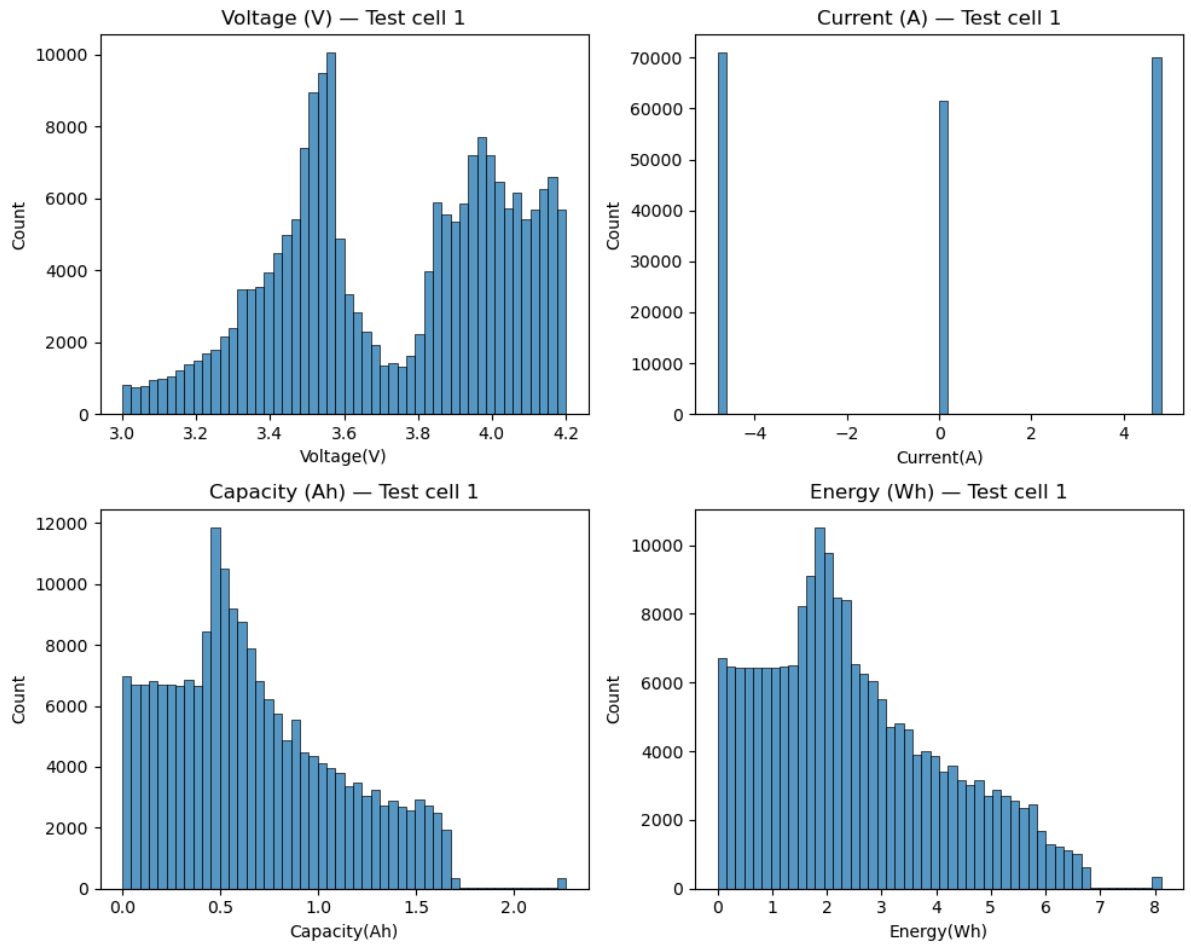 Voltage (V) — Test cell 1
10000
8000
6000
4000
2000
0
Count
3.0 3.2 3.4 3.6 3.8 4.0 4.2
Voltage(V)
Current (A) — Test cell 1
70000
60000
50000
40000
30000
20000
10000
0
Count
−4 −2 0 2 4
Current(A)
Capacity (Ah) — Test cell 1
12000
10000
8000
6000
4000
2000
0
Count
0.0 0.5 1.0 1.5 2.0
Capacity(Ah)
Energy (Wh) — Test cell 1
10000
8000
6000
4000
2000
0
Count
0 1 2 3 4 5 6 7 8
Energy(Wh)